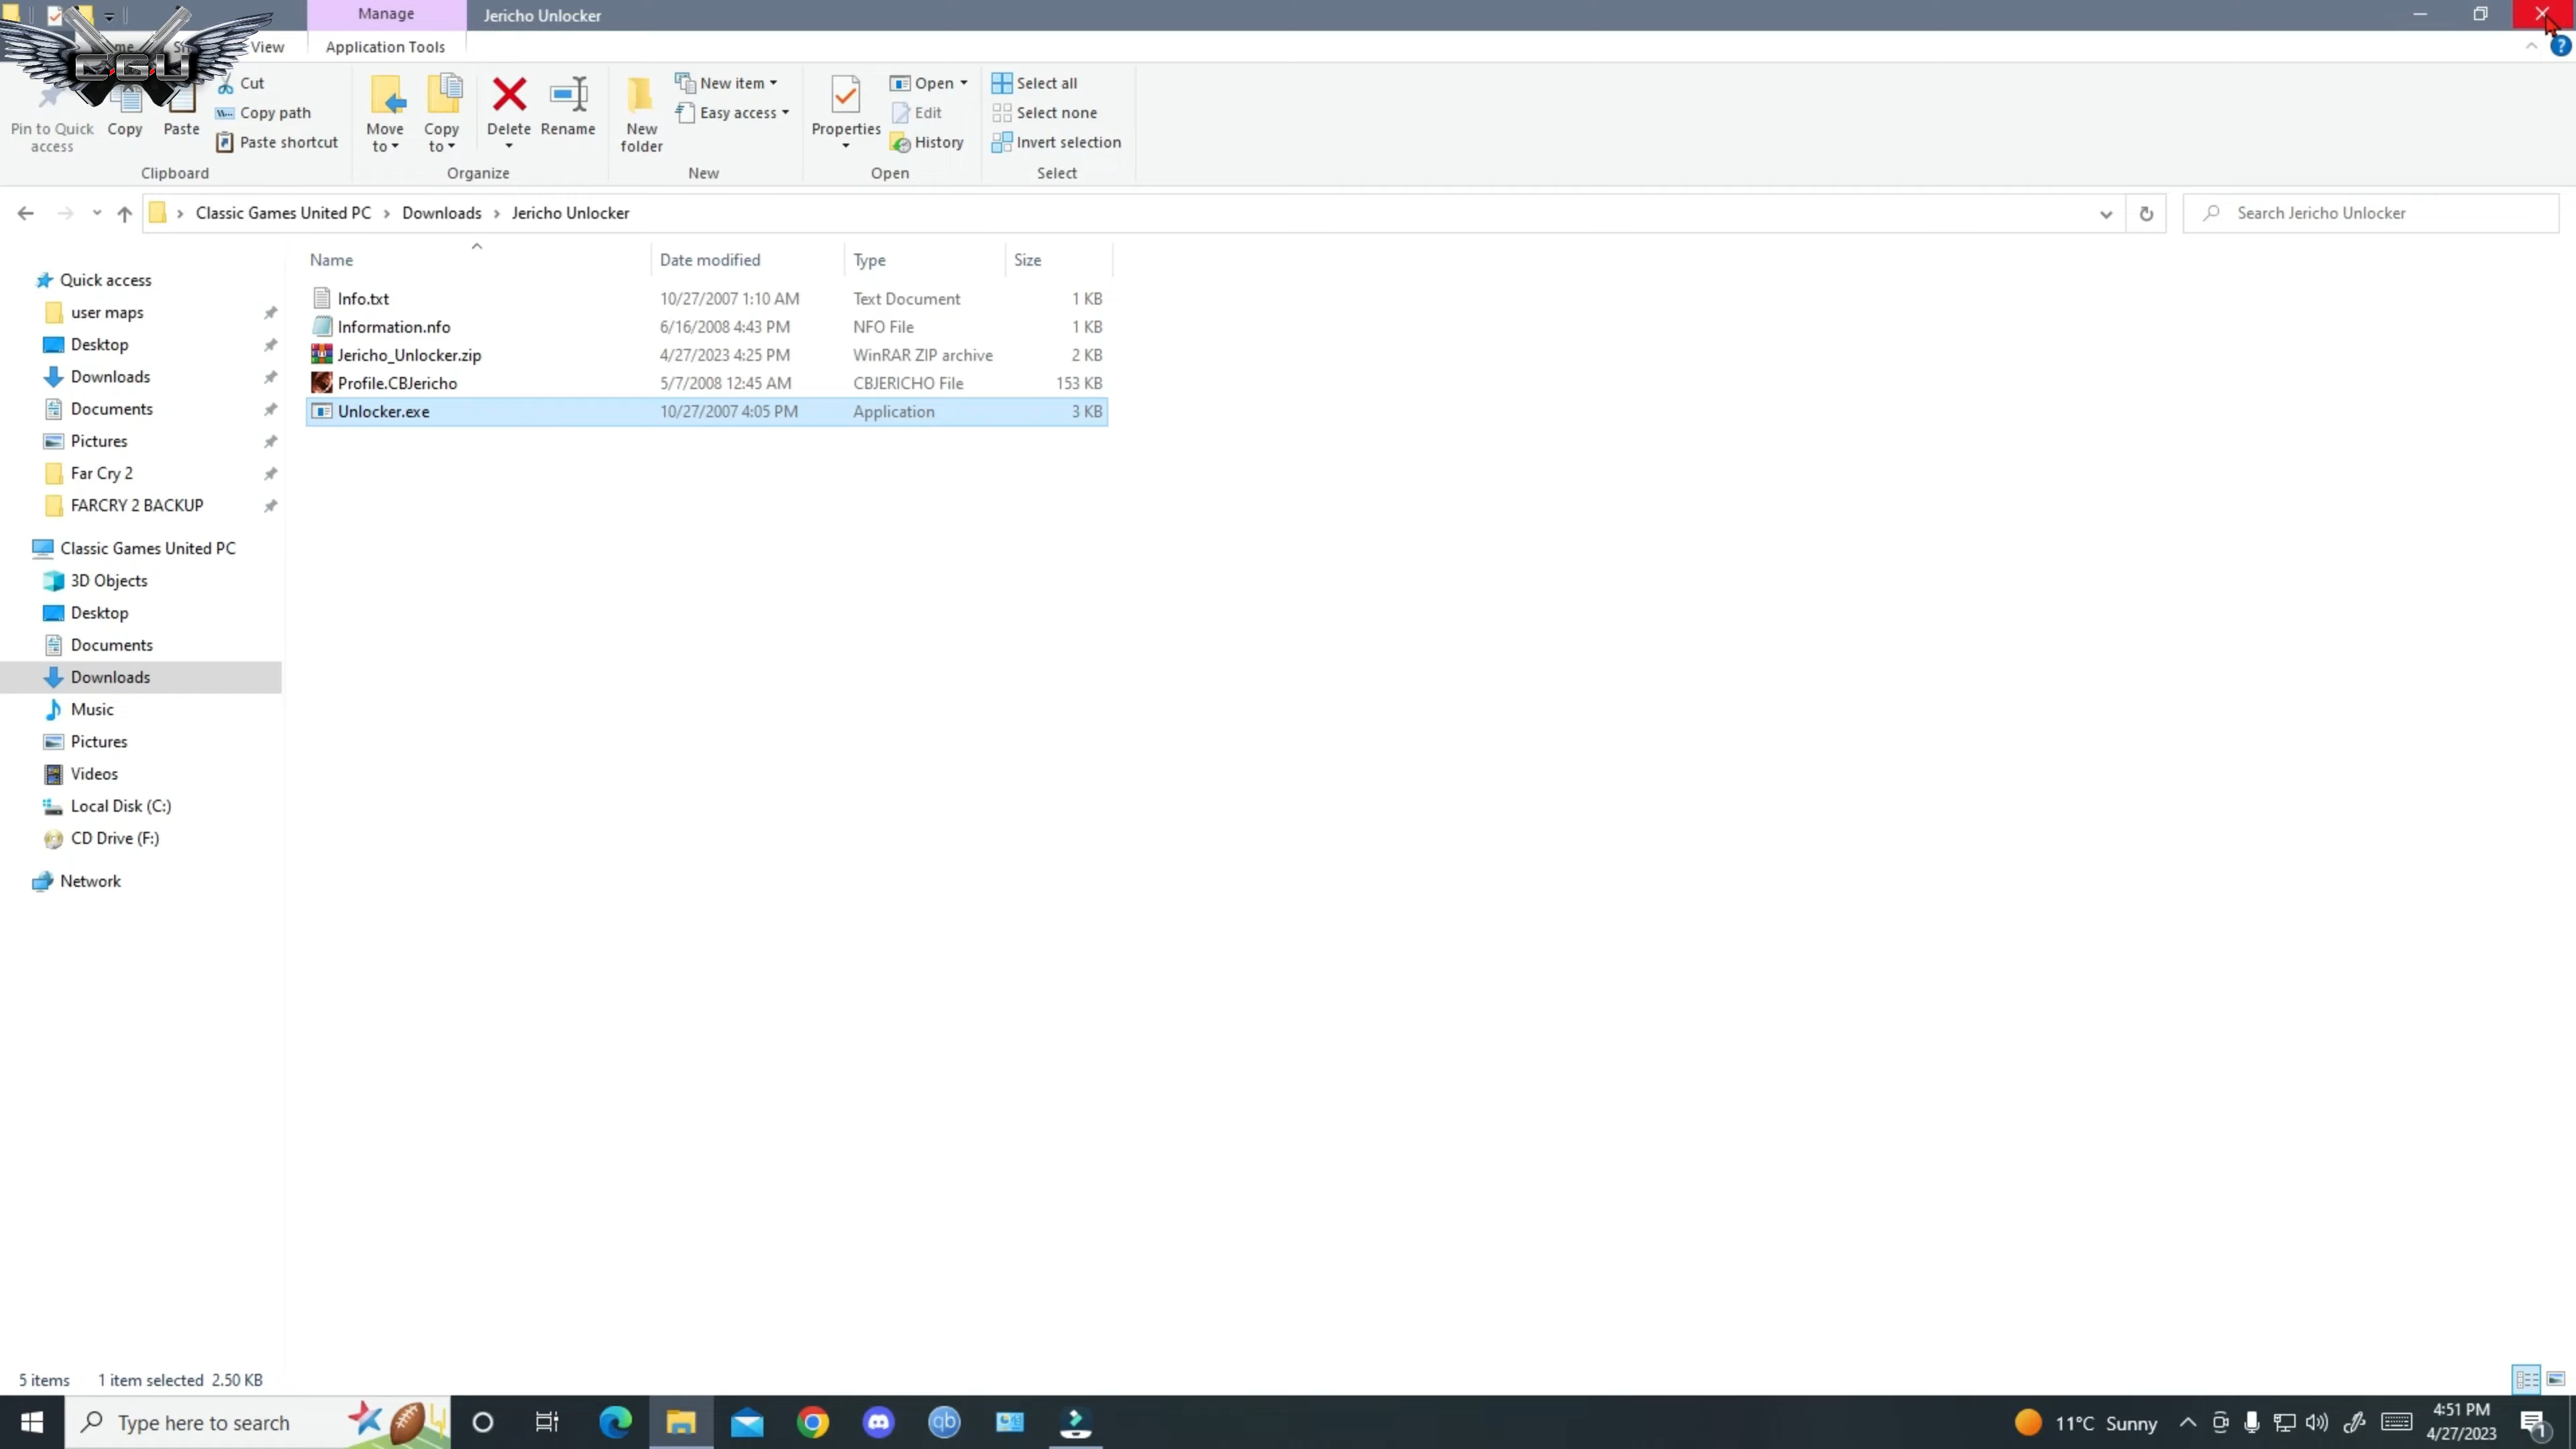 Manage
Jericho Unlocker
View
Application Tools
C.G.U
Pin to Quick access
Copy
Paste
Cut
Copy path
Paste shortcut
Clipboard
Move to
Copy to
Delete
Rename
Organize
New folder
New item
Easy access
New
Properties
Open
Edit
History
Open
Select all
Select none
Invert selection
Select
Classic Games United PC > Downloads > Jericho Unlocker
Search Jericho Unlocker
Name Date modified Type Size
Info.txt 10/27/2007 1:10 AM Text Document 1 KB
Information.nfo 6/16/2008 4:43 PM NFO File 1 KB
Jericho_Unlocker.zip 4/27/2023 4:25 PM WinRAR ZIP archive 2 KB
Profile.CBJericho 5/7/2008 12:45 AM CBJERICHO File 153 KB
Unlocker.exe 10/27/2007 4:05 PM Application 3 KB
Quick access
user maps
Desktop
Downloads
Documents
Pictures
Far Cry 2
FARCRY 2 BACKUP
Classic Games United PC
3D Objects
Desktop
Documents
Downloads
Music
Pictures
Videos
Local Disk (C:)
CD Drive (F:)
Network
5 items 1 item selected 2.50 KB
Type here to search
qb
11°C Sunny
4:51 PM
4/27/2023
1